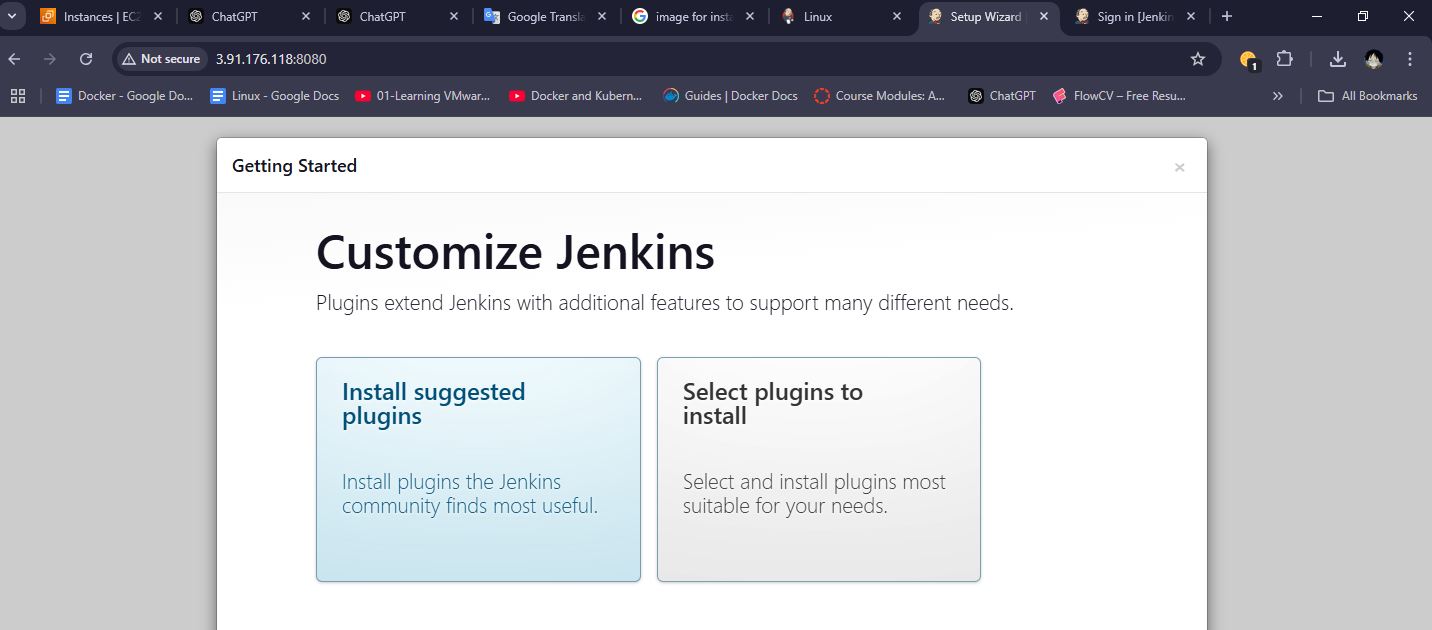 Instances | EC2
ChatGPT
ChatGPT
Google Transla
image for insta
Linux
Setup Wizard
Sign in [Jenkin
Not secure
3.91.176.118:8080
1
Docker - Google Do...
Linux - Google Docs
01-Learning VMwar...
Docker and Kubern...
Guides | Docker Docs
Course Modules: A...
ChatGPT
FlowCV – Free Resu...
All Bookmarks
Getting Started
Customize Jenkins
Plugins extend Jenkins with additional features to support many different needs.
Install suggested
plugins
Install plugins the Jenkins
community finds most useful.
Select plugins to
install
Select and install plugins most
suitable for your needs.